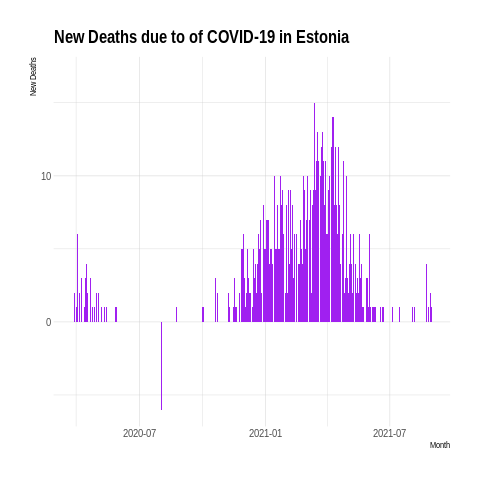 New Deaths due to of COVID-19 in Estonia
New Deaths
10
0
2020-07
2021-01
2021-07
Month